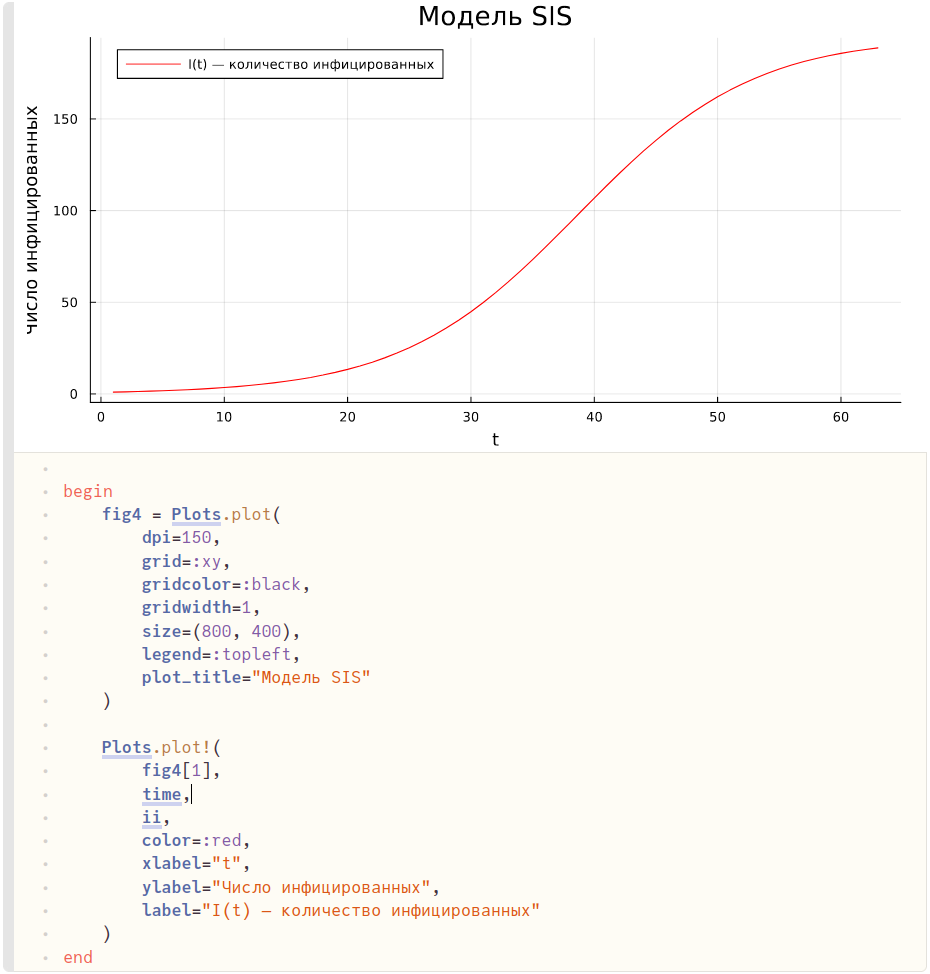 Модель SIS
I(t) — количество инфицированных
число инфицированных
150
100
50
0
0 10 20 30 40 50 60
t
begin
fig4 = Plots.plot(
dpi=150,
grid=:xy,
gridcolor=:black,
gridwidth=1,
size=(800, 400),
legend=:topleft,
plot_title="Модель SIS"
)
Plots.plot!(
fig4[1],
time,
ii,
color=:red,
xlabel="t",
ylabel="Число инфицированных",
label="I(t) — количество инфицированных"
)
end